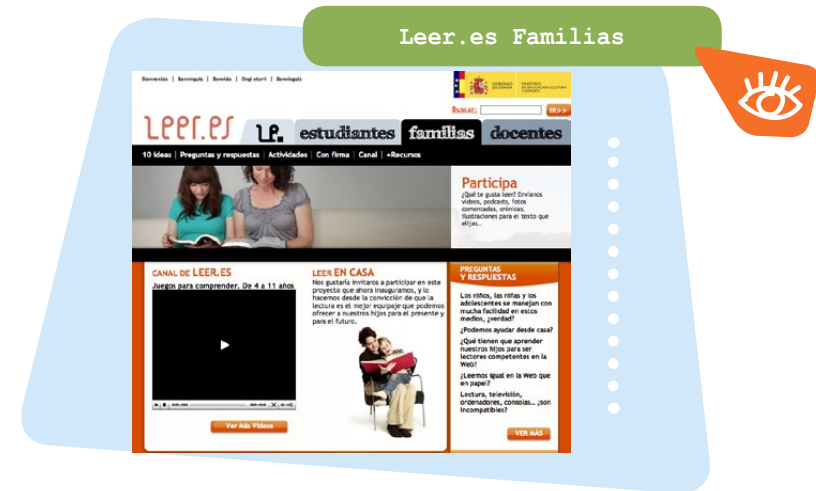 Leer.es Familias
Bienvenido | Benvinguts | Benvido | Ongi etorri | Benvinguts
GOBIERNO DE ESPAÑA
MINISTERIO DE EDUCACIÓN, CULTURA Y DEPORTE
Buscar: IR>>
Leer.es
estudiantes familias docentes
10 ideas | Preguntas y respuestas | Actividades | Con firma | Canal | +Recursos
Participa
¿Qué te gusta leer? Envíanos
videos, podcasts, fotos
comentadas, crónicas,
ilustraciones para el texto que
elijas...
CANAL DE LEER.ES
Juegos para comprender. De 4 a 11 años
Ver Más Vídeos
LEER EN CASA
Nos gustaría invitaros a participar en este
proyecto que ahora inauguramos, y lo
hacemos desde la convicción de que la
lectura es el mejor equipaje que podemos
ofrecer a nuestros hijos para el presente y
para el futuro.
PREGUNTAS
Y RESPUESTAS
Los niños, las niñas y los
adolescentes se manejan con
mucha facilidad en estos
medios, ¿verdad?
¿Podemos ayudar desde casa?
¿Qué tienen que aprender
nuestros hijos para ser
lectores competentes en la
Web?
¿Leemos igual en la Web que
en papel?
Lectura, televisión,
ordenadores, consolas... ¿son
incompatibles?
VER MÁS